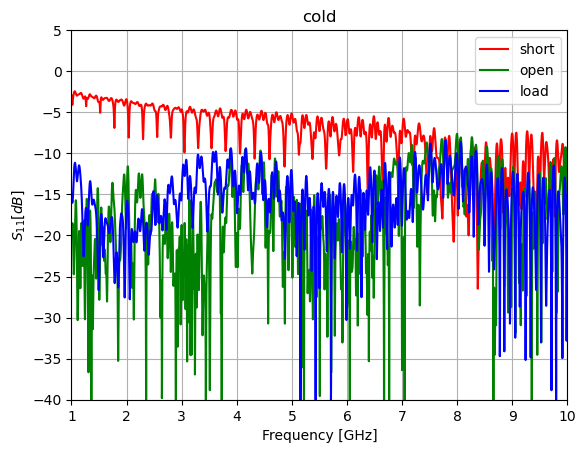 cold
5
0
−5
−10
−15
−20
−25
−30
−35
−40
S11[dB]
1 2 3 4 5 6 7 8 9 10
Frequency [GHz]
short
open
load